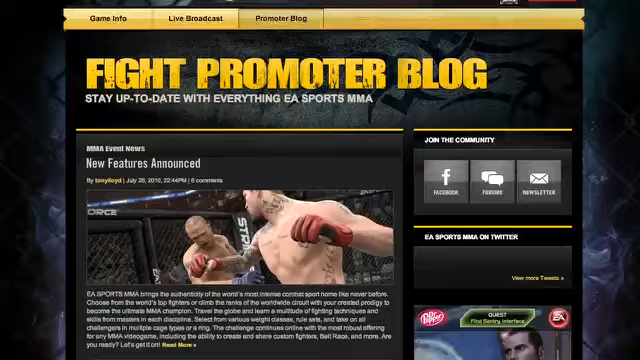 Game Info
Live Broadcast
Promoter Blog
FIGHT PROMOTER BLOG
STAY UP-TO-DATE WITH EVERYTHING EA SPORTS MMA
MMA Event News
New Features Announced
By tonylloyd | July 26, 2010, 22:44PM | 6 comments
ORCE
STRI
EA SPORTS MMA brings the authenticity of the world's most intense combat sport home like never before.
Choose from the world's top fighters or climb the ranks of the worldwide circuit with your created prodigy to
become the ultimate MMA champion. Travel the globe and learn a multitude of fighting techniques and
skills from masters in each discipline. Select from various weight classes, rule sets, and take on all
challengers in multiple cage types or a ring. The challenge continues online with the most robust offering
for any MMA videogame, including the ability to create and share custom fighters, Belt Race, and more. Are
you ready? Let's get it on! Read More »
JOIN THE COMMUNITY
FACEBOOK
FORUMS
NEWSLETTER
EA SPORTS MMA ON TWITTER
View more Tweets »
Dr Pepper
QUEST
Find Sentry Interface
EA